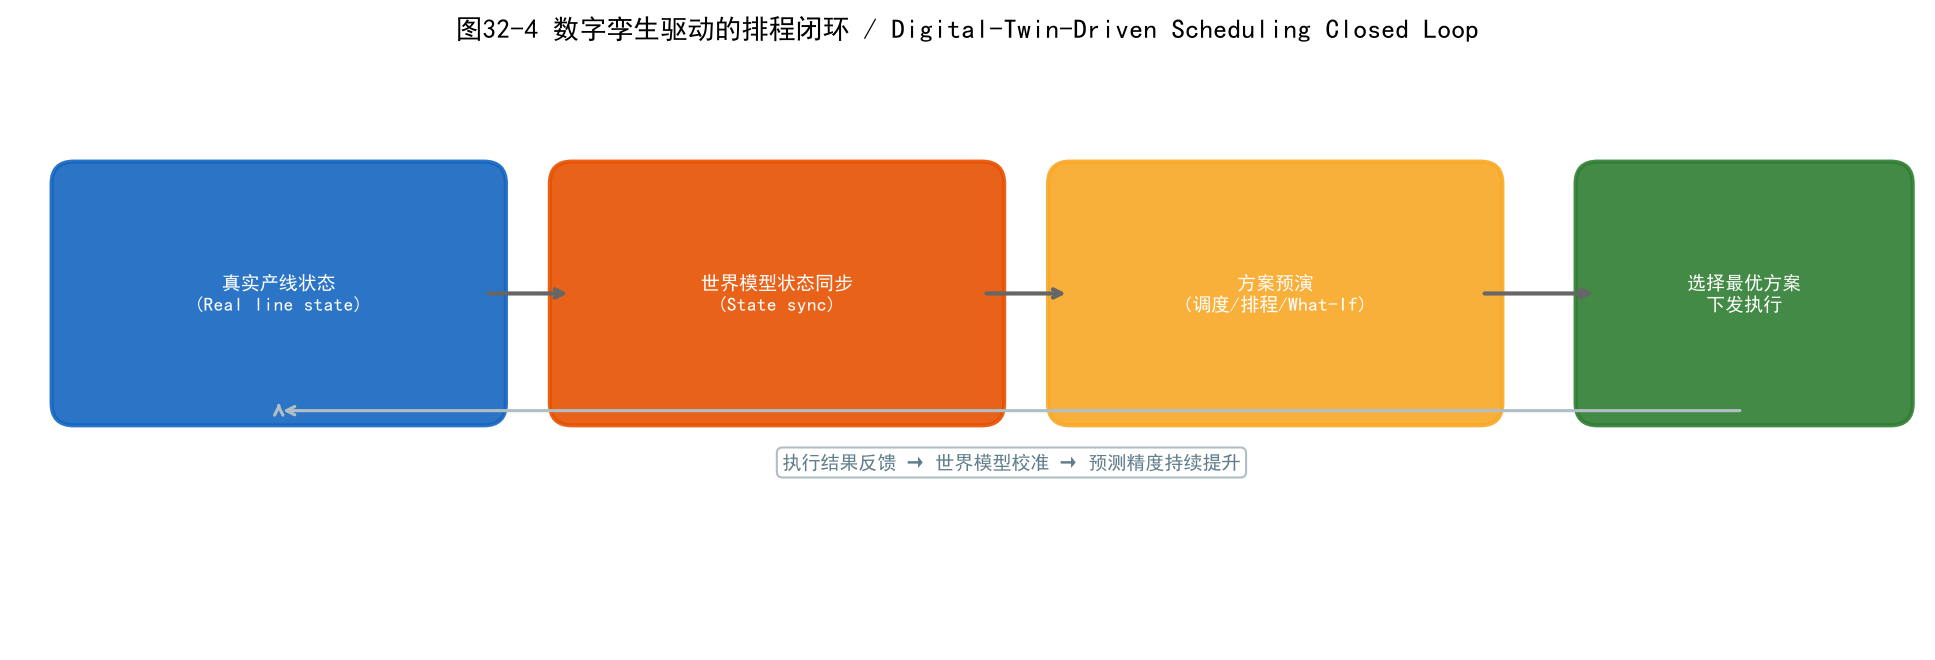 图32-4 数字孪生驱动的排程闭环 / Digital-Twin-Driven Scheduling Closed Loop
真实产线状态
(Real line state)
世界模型状态同步
(State sync)
方案预演
(调度/排程/What-If)
选择最优方案
下发执行
执行结果反馈 → 世界模型校准 → 预测精度持续提升